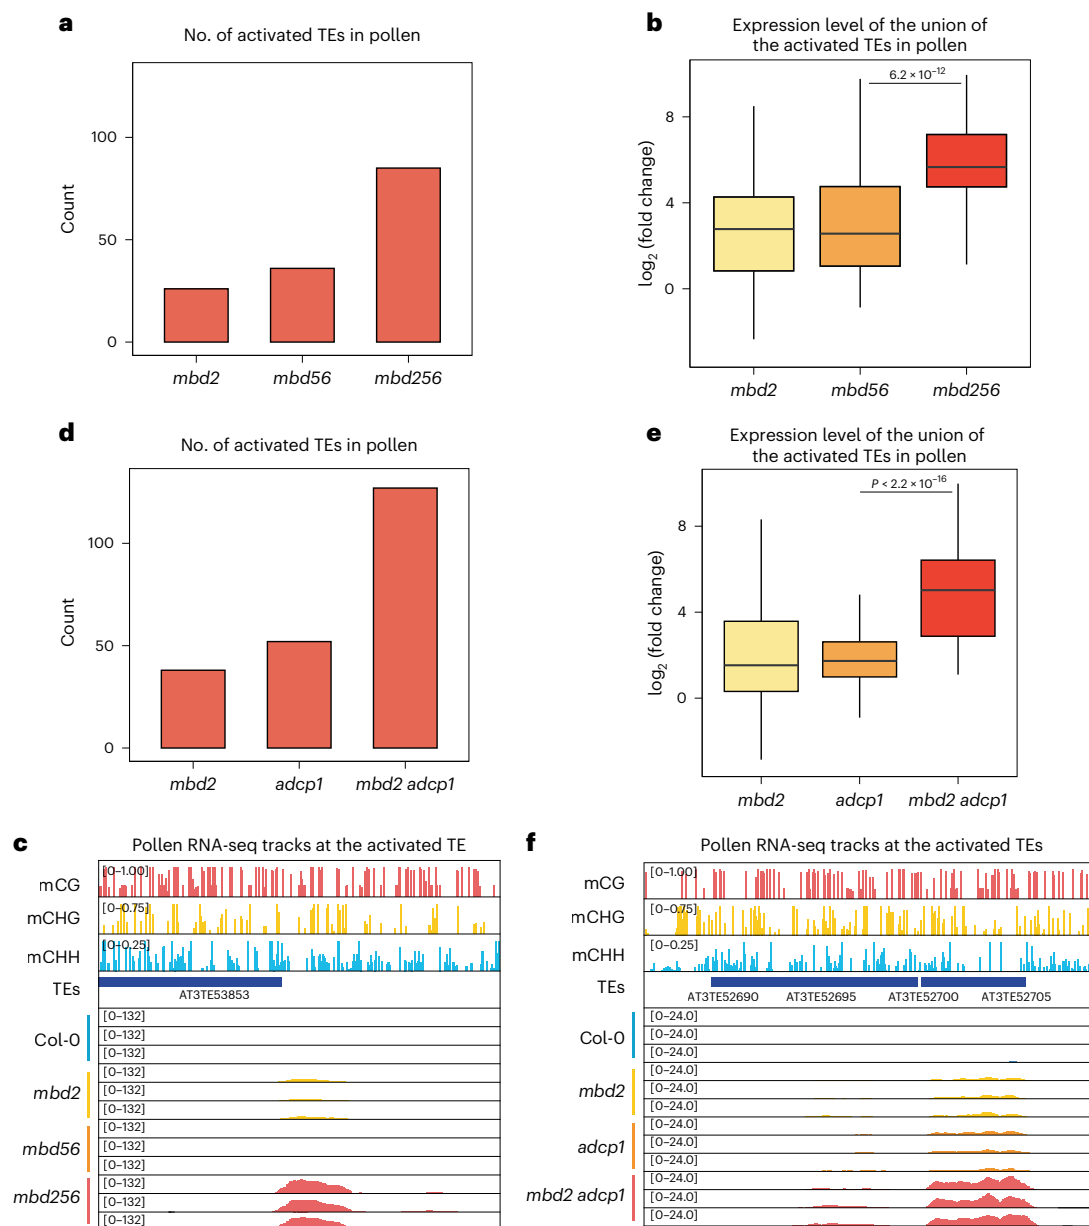 a
No. of activated TEs in pollen
Count
100
50
0
mbd2
mbd56
mbd256
b
Expression level of the union of
the activated TEs in pollen
6.2 × 10⁻¹²
log₂ (fold change)
8
4
0
mbd2
mbd56
mbd256
d
No. of activated TEs in pollen
Count
100
50
0
mbd2
adcp1
mbd2 adcp1
e
Expression level of the union of
the activated TEs in pollen
P < 2.2 × 10⁻¹⁶
log₂ (fold change)
8
4
0
mbd2
adcp1
mbd2 adcp1
c
Pollen RNA-seq tracks at the activated TE
mCG
[0–1.00]
mCHG
[0–0.75]
mCHH
[0–0.25]
TEs
AT3TE53853
Col-0
[0–132]
[0–132]
[0–132]
mbd2
[0–132]
[0–132]
[0–132]
mbd56
[0–132]
[0–132]
[0–132]
mbd256
[0–132]
[0–132]
[0–132]
f
Pollen RNA-seq tracks at the activated TEs
mCG
[0–1.00]
mCHG
[0–0.75]
mCHH
[0–0.25]
TEs
AT3TE52690
AT3TE52695
AT3TE52700
AT3TE52705
Col-0
[0–24.0]
[0–24.0]
[0–24.0]
mbd2
[0–24.0]
[0–24.0]
[0–24.0]
adcp1
[0–24.0]
[0–24.0]
[0–24.0]
mbd2 adcp1
[0–24.0]
[0–24.0]
[0–24.0]